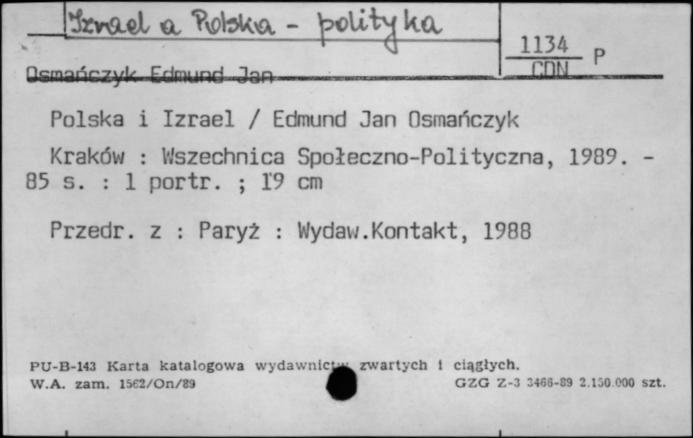 Izrael a Polska - polityka
1134 P
CDN
Osmańczyk Edmund Jan
Polska i Izrael / Edmund Jan Osmańczyk
Kraków : Wszechnica Społeczno-Polityczna, 1989. -
85 s. : 1 portr. ; 19 cm
Przedr. z : Paryż : Wydaw.Kontakt, 1988
PU-B-143 Karta katalogowa wydawnictw zwartych i ciągłych.
W.A. zam. 1562/On/89 GZG Z-3 3466-89 2.150.000 szt.